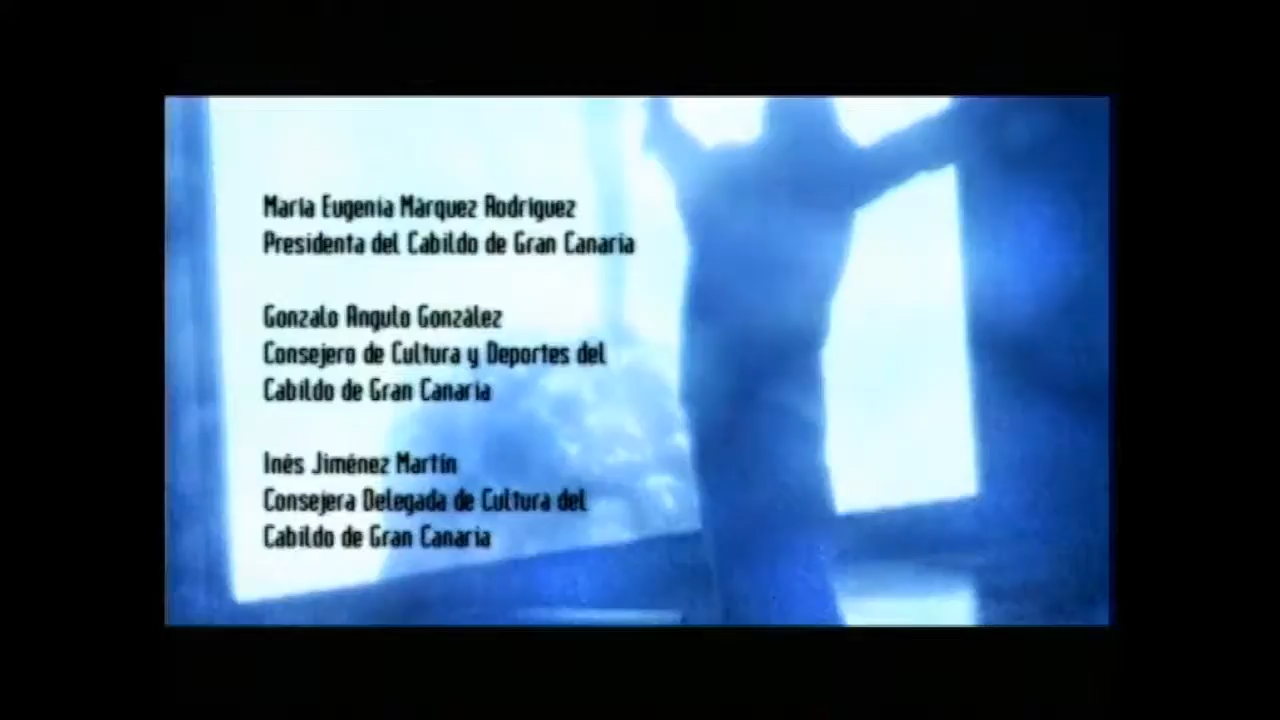 María Eugenia Márquez Rodríguez
Presidenta del Cabildo de Gran Canaria
Gonzalo Angulo González
Consejero de Cultura y Deportes del
Cabildo de Gran Canaria
Inés Jiménez Martín
Consejera Delegada de Cultura del
Cabildo de Gran Canaria